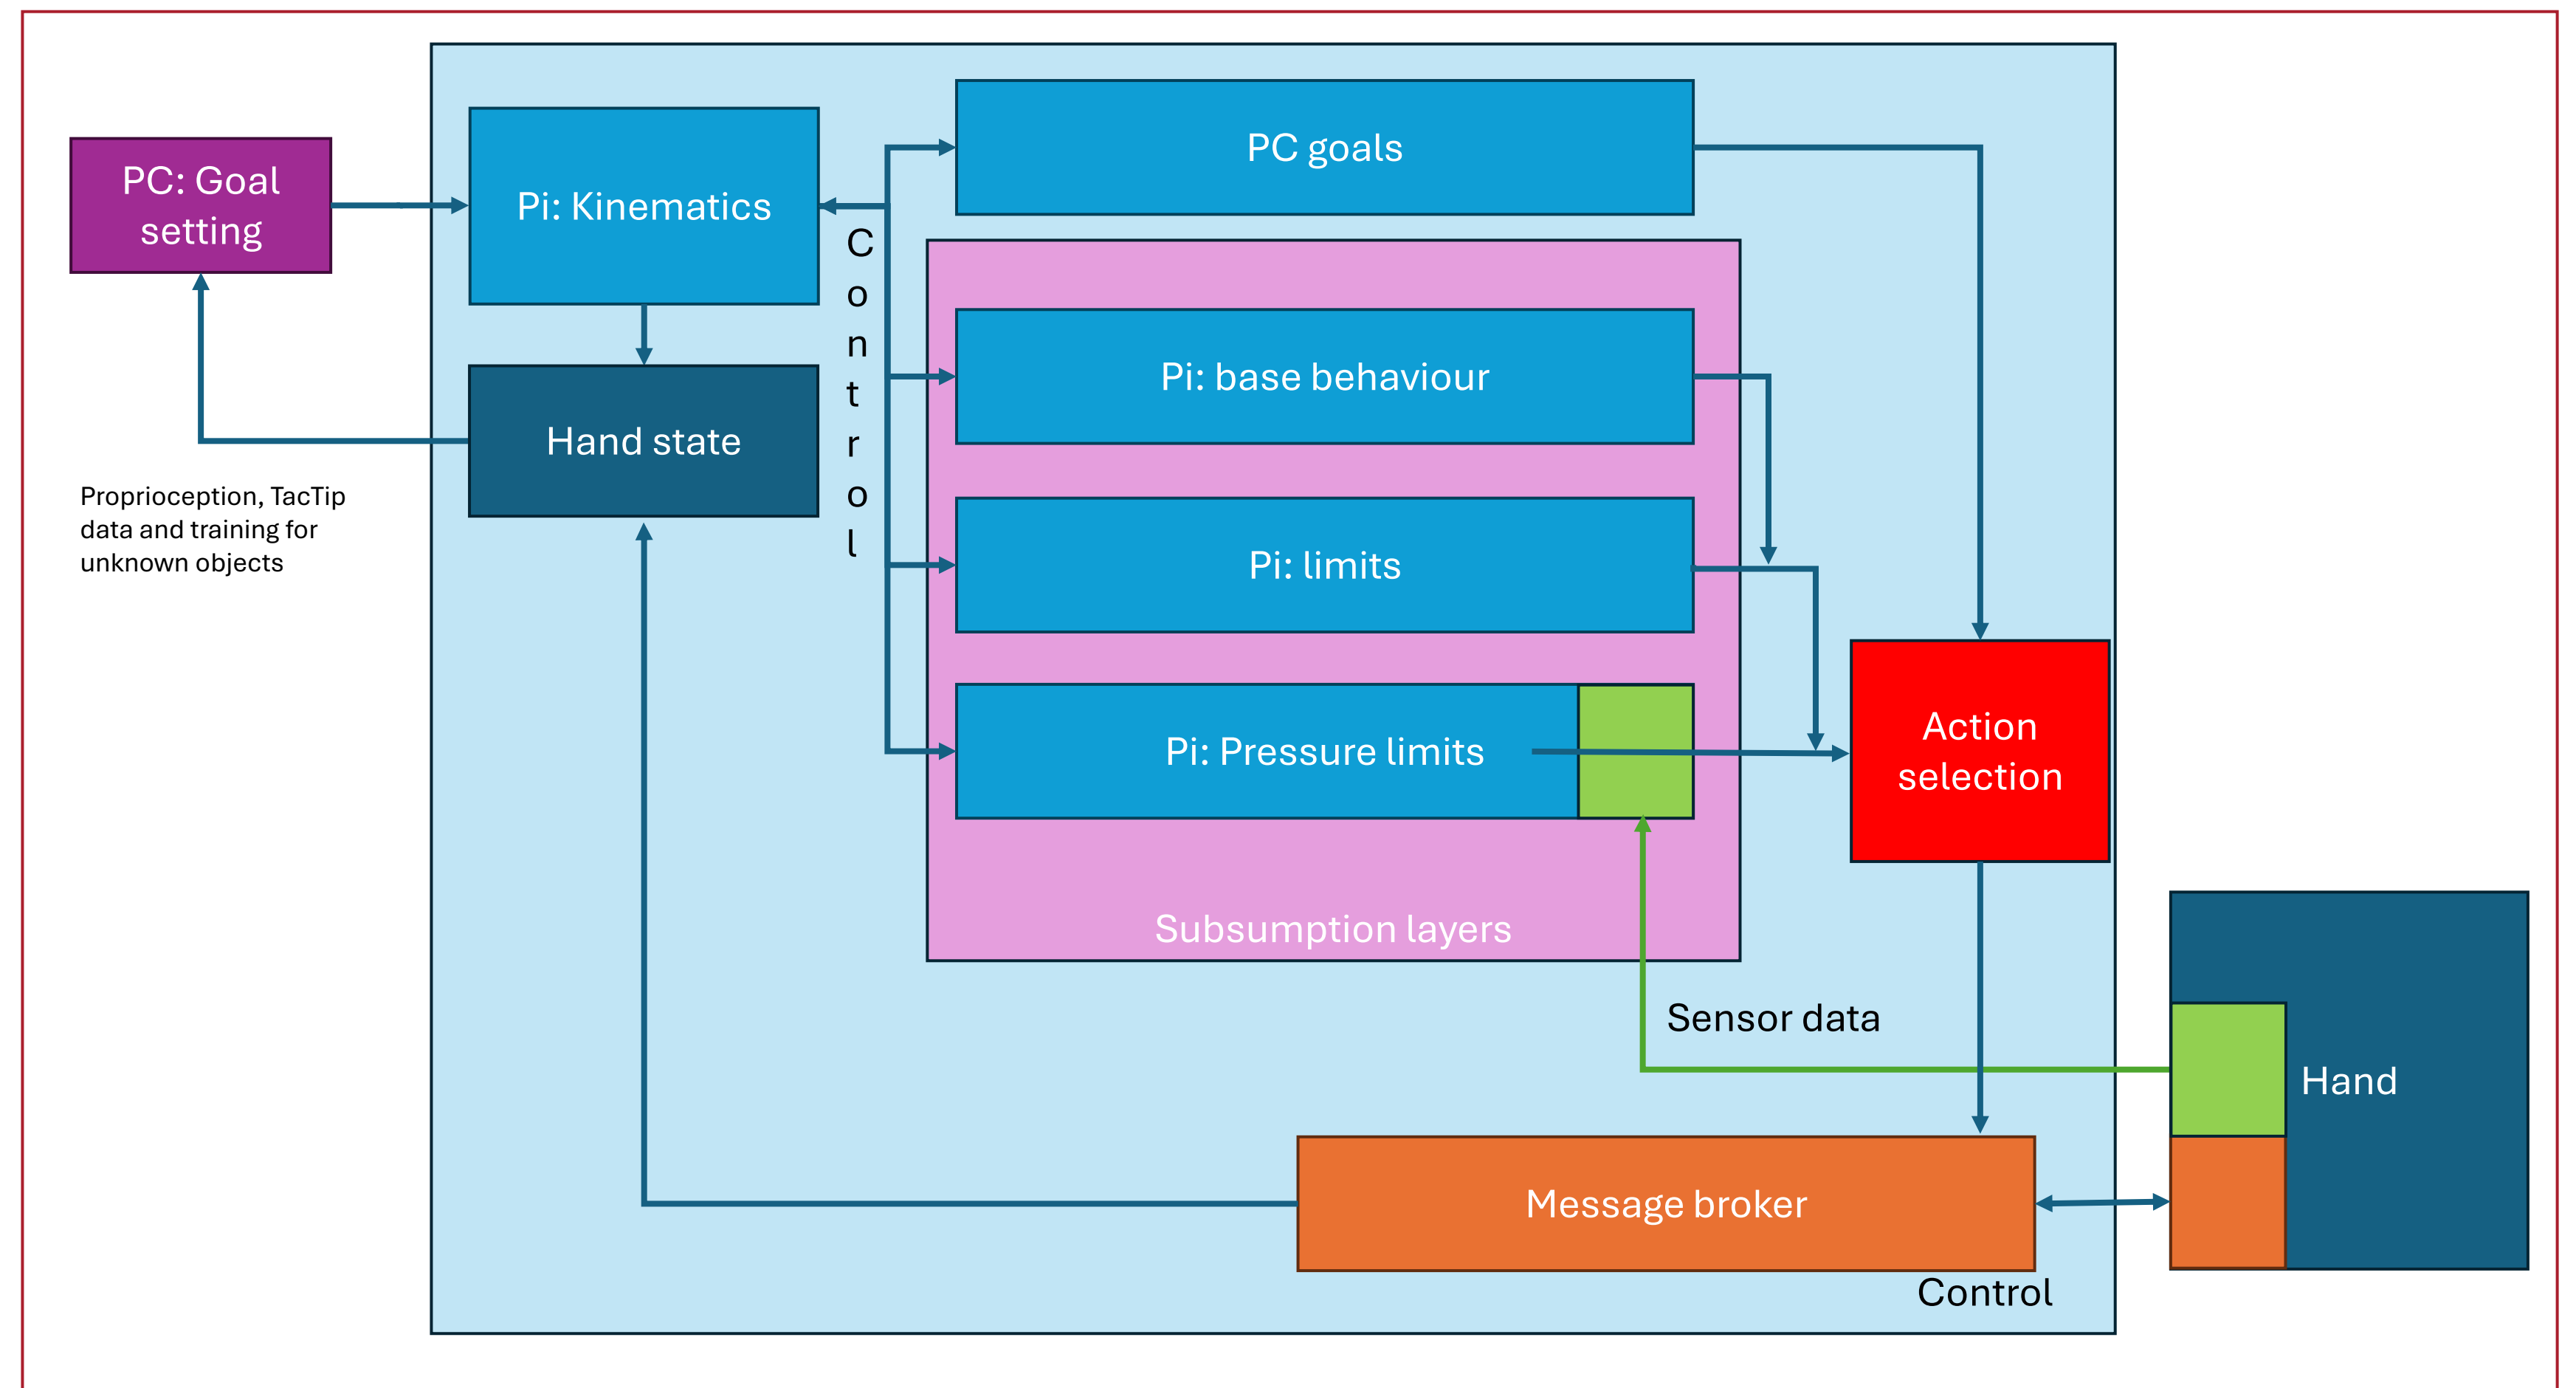 PC: Goal
setting
Pi: Kinematics
Hand state
Proprioception, TacTip
data and training for
unknown objects
C
o
n
t
r
o
l
PC goals
Pi: base behaviour
Pi: limits
Pi: Pressure limits
Subsumption layers
Action
selection
Sensor data
Hand
Message broker
Control